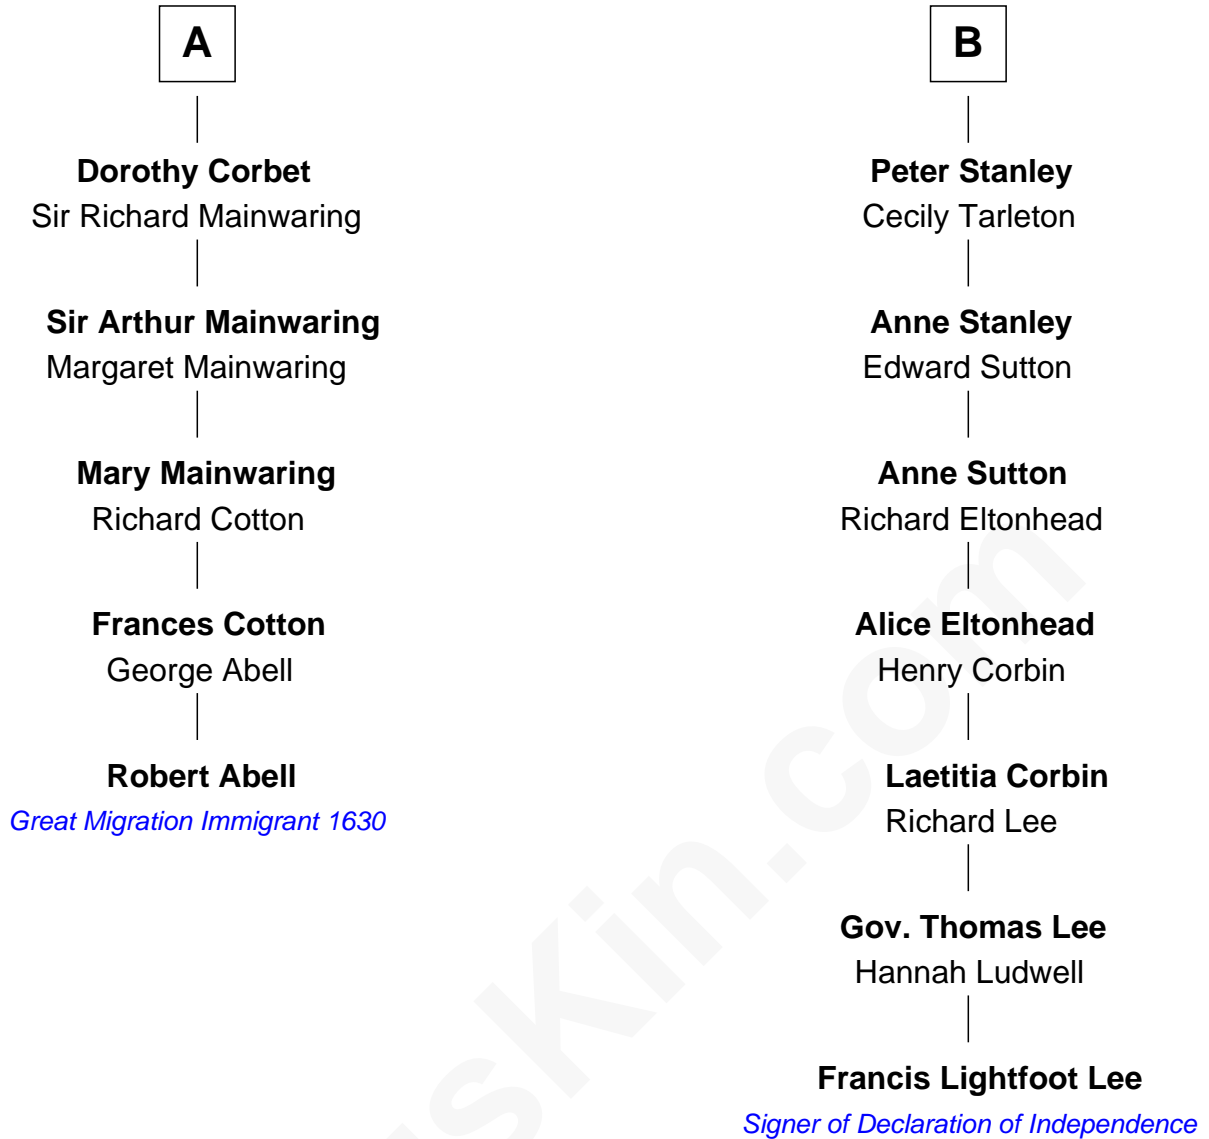 A
Dorothy Corbet
Sir Richard Mainwaring
Sir Arthur Mainwaring
Margaret Mainwaring
Mary Mainwaring
Richard Cotton
Frances Cotton
George Abell
Robert Abell
Great Migration Immigrant 1630
B
Peter Stanley
Cecily Tarleton
Anne Stanley
Edward Sutton
Anne Sutton
Richard Eltonhead
Alice Eltonhead
Henry Corbin
Laetitia Corbin
Richard Lee
Gov. Thomas Lee
Hannah Ludwell
Francis Lightfoot Lee
Signer of Declaration of Independence
sKin.com